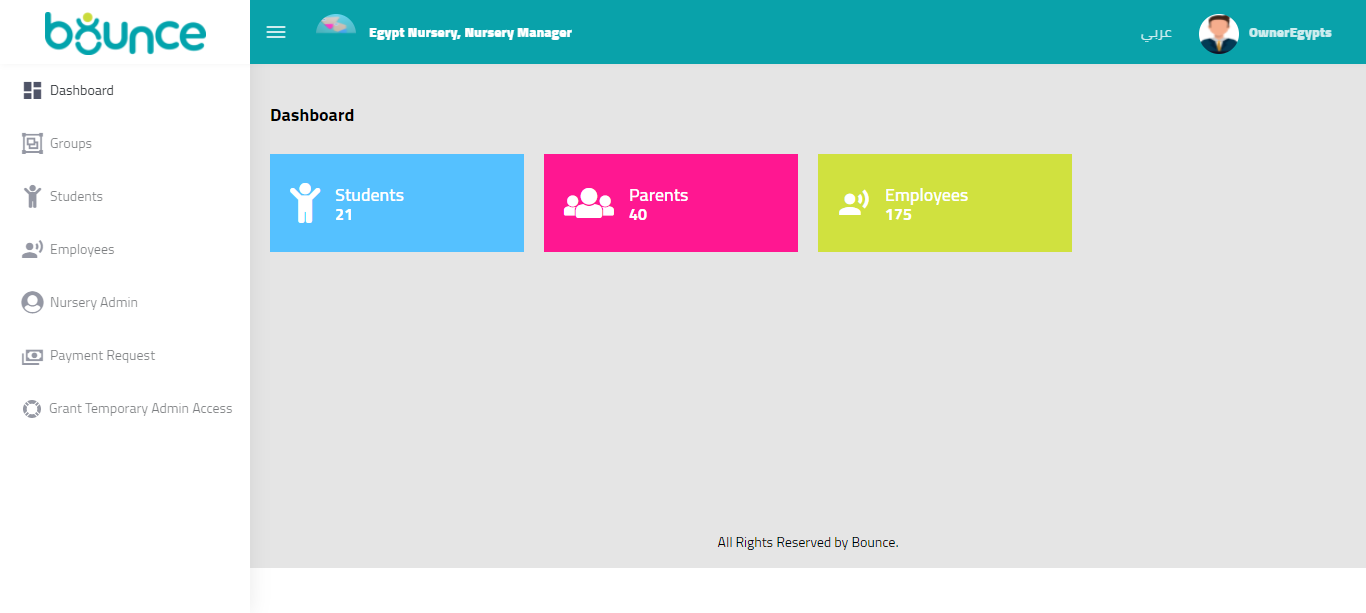 bounce
Egypt Nursery, Nursery Manager
عربي
OwnerEgypts
Dashboard
Groups
Students
Employees
Nursery Admin
Payment Request
Grant Temporary Admin Access
Dashboard
Students
21
Parents
40
Employees
175
All Rights Reserved by Bounce.